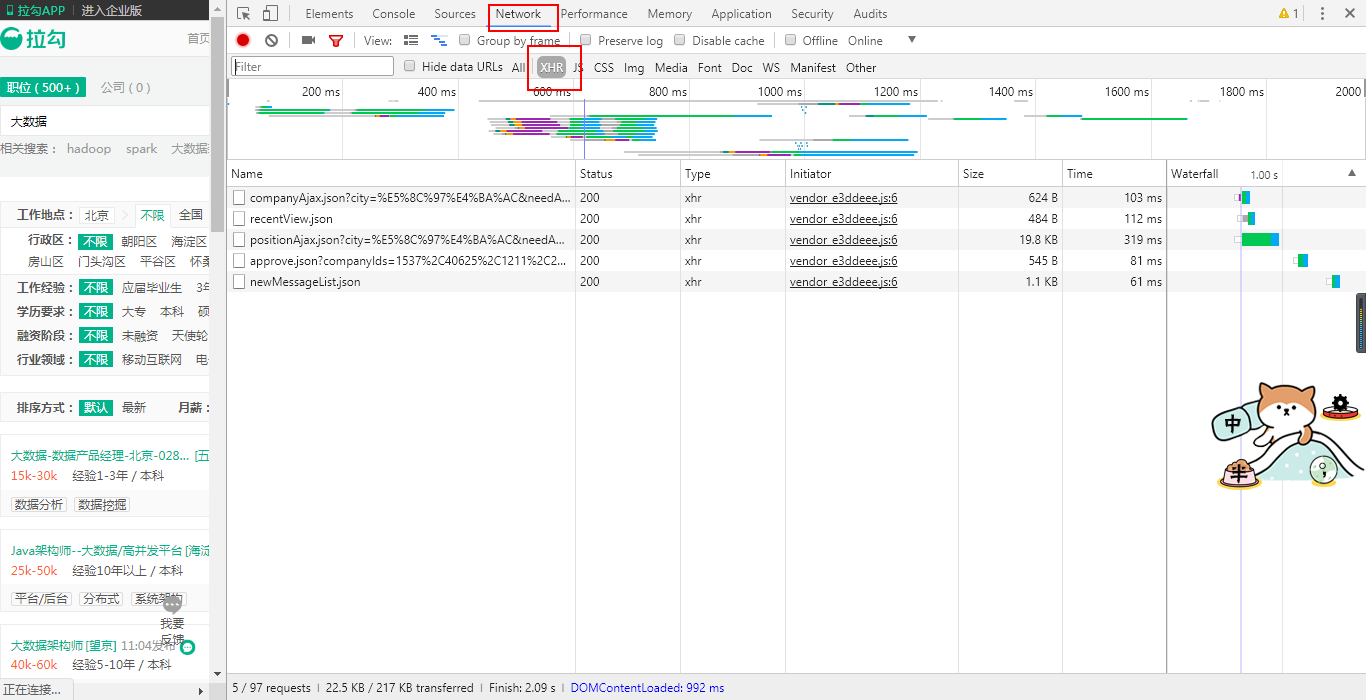 拉勾APP 进入企业版
拉勾 首页
职位 ( 500+ ) 公司 ( 0 )
大数据
相关搜索： hadoop spark 大数据
工作地点： 北京 不限 全国
行政区： 不限 朝阳区 海淀区
房山区 门头沟区 平谷区 怀柔
工作经验： 不限 应届毕业生 3年
学历要求： 不限 大专 本科 硕
融资阶段： 不限 未融资 天使轮
行业领域： 不限 移动互联网 电
排序方式： 默认 最新 月薪：
大数据-数据产品经理-北京-028... [五
15k-30k 经验1-3年 / 本科
数据分析 数据挖掘
Java架构师--大数据/高并发平台 [海淀
25k-50k 经验10年以上 / 本科
平台/后台 分布式 系统架构
我要
反馈
大数据架构师 [望京] 11:04发布
40k-60k 经验5-10年 / 本科
正在连接...
Elements Console Sources Network Performance Memory Application Security Audits 1
View: Group by frame Preserve log Disable cache Offline Online
Filter Hide data URLs All XHR JS CSS Img Media Font Doc WS Manifest Other
200 ms 400 ms 600 ms 800 ms 1000 ms 1200 ms 1400 ms 1600 ms 1800 ms 2000
Name Status Type Initiator Size Time Waterfall 1.00 s
companyAjax.json?city=%E5%8C%97%E4%BA%AC&needA... 200 xhr vendor_e3ddeee.js:6 624 B 103 ms
recentView.json 200 xhr vendor_e3ddeee.js:6 484 B 112 ms
positionAjax.json?city=%E5%8C%97%E4%BA%AC&needA... 200 xhr vendor_e3ddeee.js:6 19.8 KB 319 ms
approve.json?companyIds=1537%2C40625%2C1211%2C2... 200 xhr vendor_e3ddeee.js:6 545 B 81 ms
newMessageList.json 200 xhr vendor_e3ddeee.js:6 1.1 KB 61 ms
中
半
5 / 97 requests | 22.5 KB / 217 KB transferred | Finish: 2.09 s | DOMContentLoaded: 992 ms